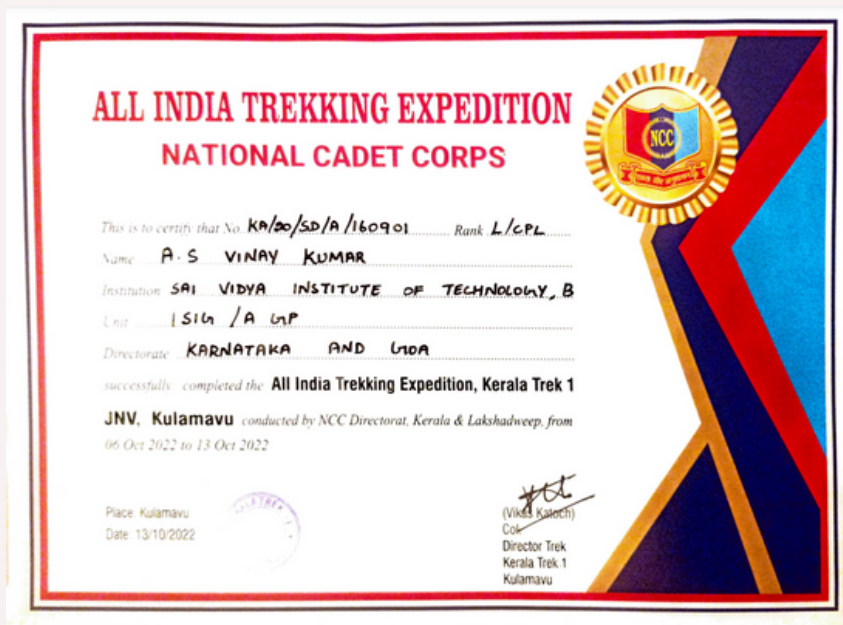 ALL INDIA TREKKING EXPEDITION
NATIONAL CADET CORPS
NCC
This is to certify that No. KA/20/SD/A/160901 Rank L/CPL
Name A.S VINAY KUMAR
Institution SAI VIDYA INSTITUTE OF TECHNOLOGY, B
Unit 1 SIG / A GP
Directorate KARNATAKA AND GOA
successfully completed the All India Trekking Expedition, Kerala Trek 1
JNV, Kulamavu conducted by NCC Directorat, Kerala & Lakshadweep, from
06 Oct 2022 to 13 Oct 2022
Place: Kulamavu
Date: 13/10/2022
(Vikas Katoch)
Col
Director Trek
Kerala Trek 1
Kulamavu